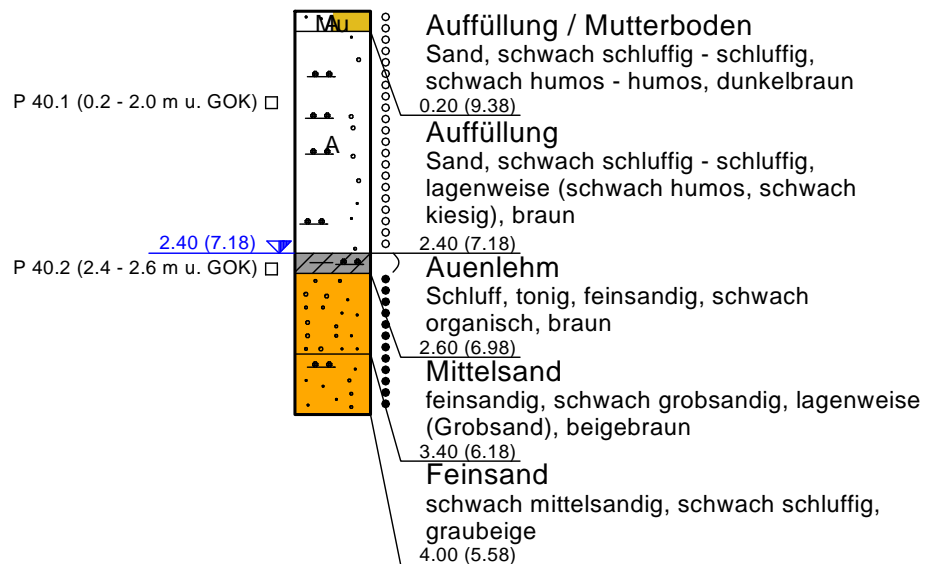 Mu
A
Auffüllung / Mutterboden
Sand, schwach schluffig - schluffig,
schwach humos - humos, dunkelbraun
0.20 (9.38)
P 40.1 (0.2 - 2.0 m u. GOK)
A
Auffüllung
Sand, schwach schluffig - schluffig,
lagenweise (schwach humos, schwach
kiesig), braun
2.40 (7.18)
2.40 (7.18)
P 40.2 (2.4 - 2.6 m u. GOK)
Auenlehm
Schluff, tonig, feinsandig, schwach
organisch, braun
2.60 (6.98)
Mittelsand
feinsandig, schwach grobsandig, lagenweise
(Grobsand), beigebraun
3.40 (6.18)
Feinsand
schwach mittelsandig, schwach schluffig,
graubeige
4.00 (5.58)